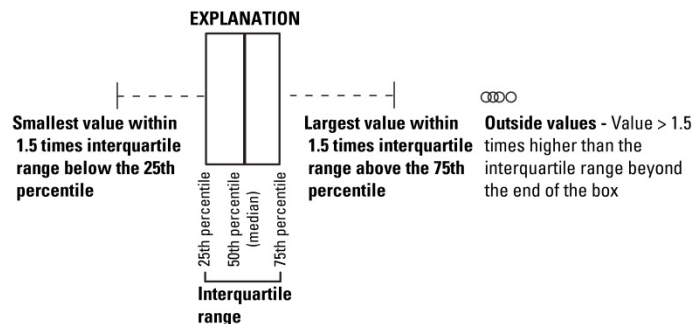 EXPLANATION
Smallest value within
1.5 times interquartile
range below the 25th
percentile
Largest value within
1.5 times interquartile
range above the 75th
percentile
Outside values - Value > 1.5
times higher than the
interquartile range beyond
the end of the box
25th percentile
50th percentile
(median)
75th percentile
Interquartile
range